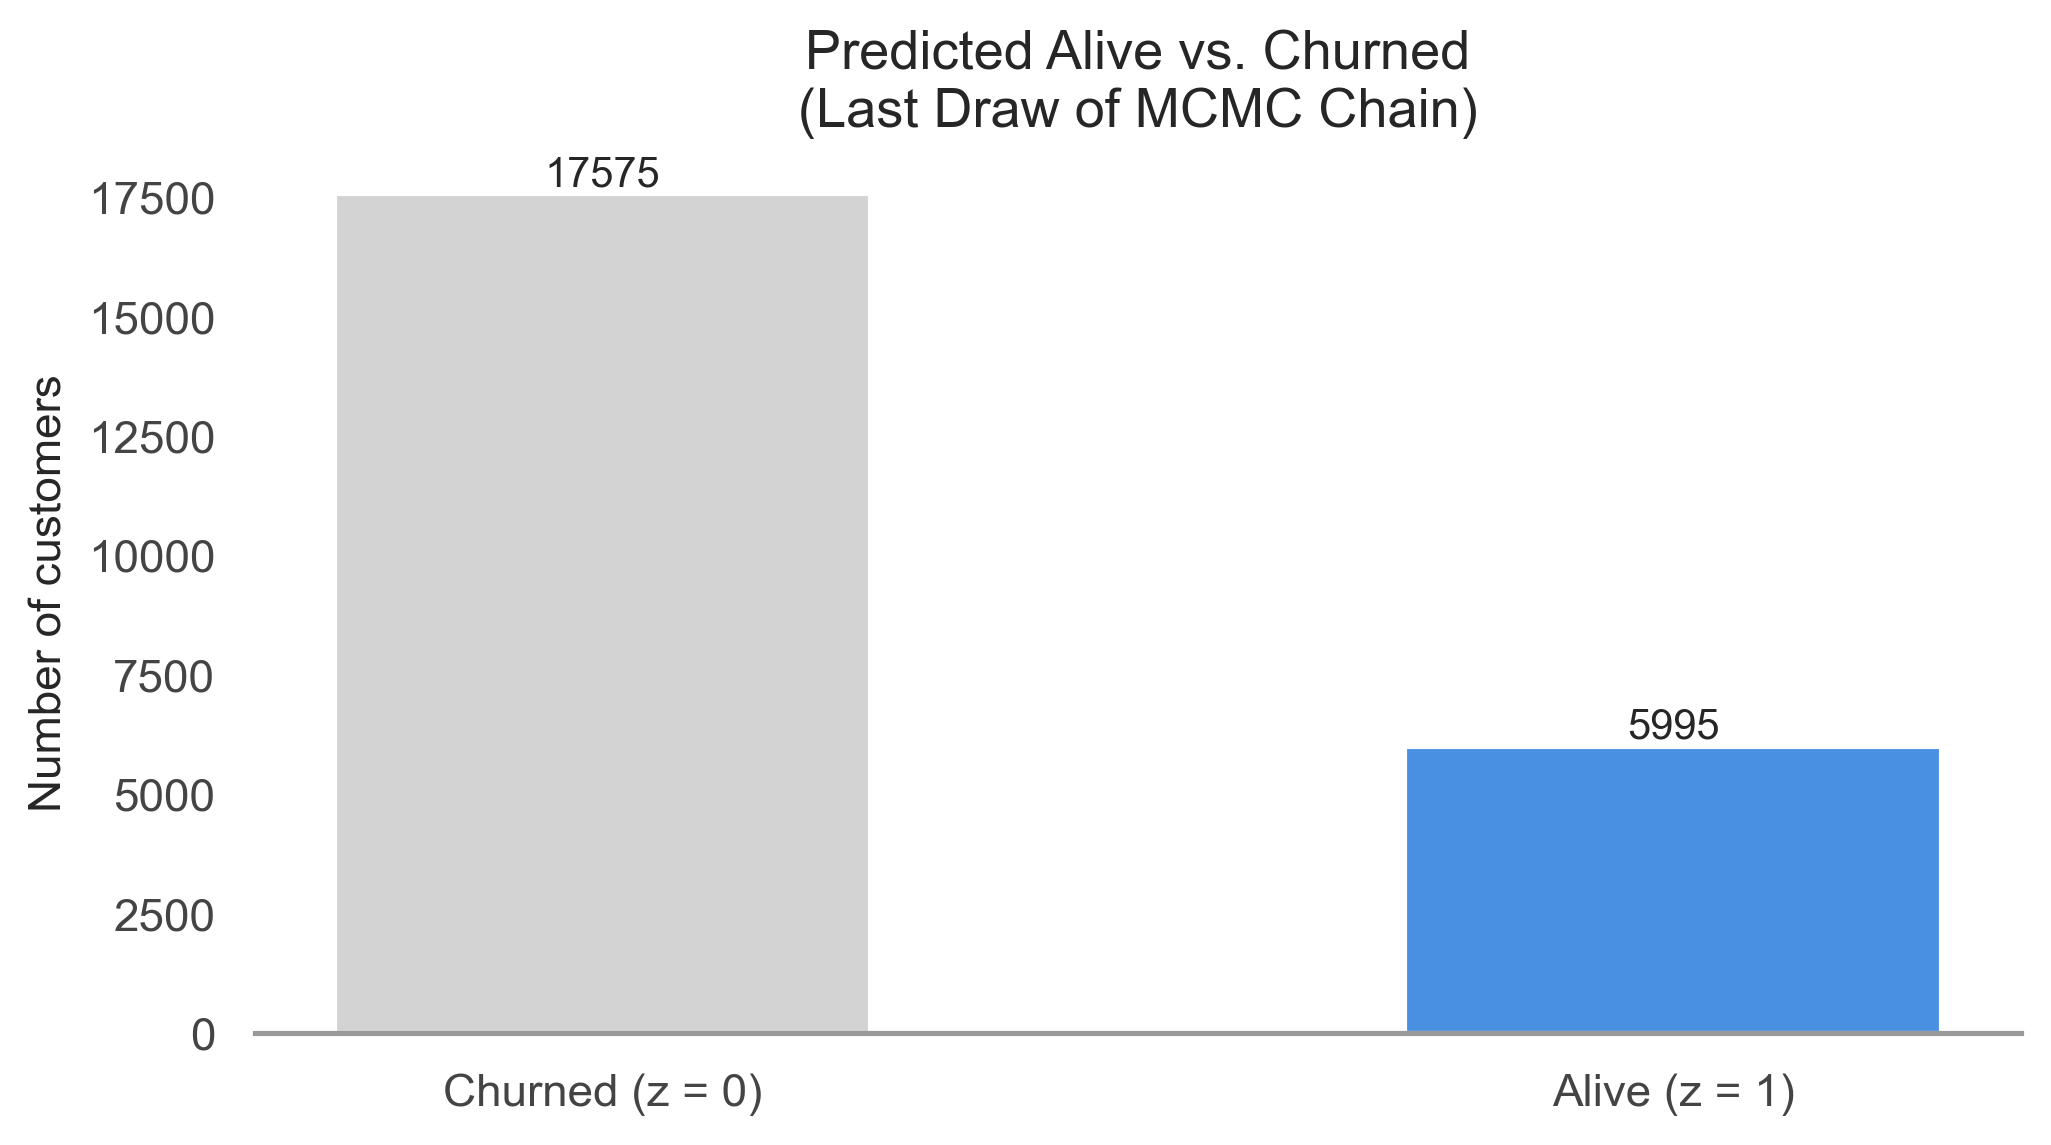 Predicted Alive vs. Churned
(Last Draw of MCMC Chain)
Number of customers
17500
15000
12500
10000
7500
5000
2500
0
17575
5995
Churned (z = 0)
Alive (z = 1)